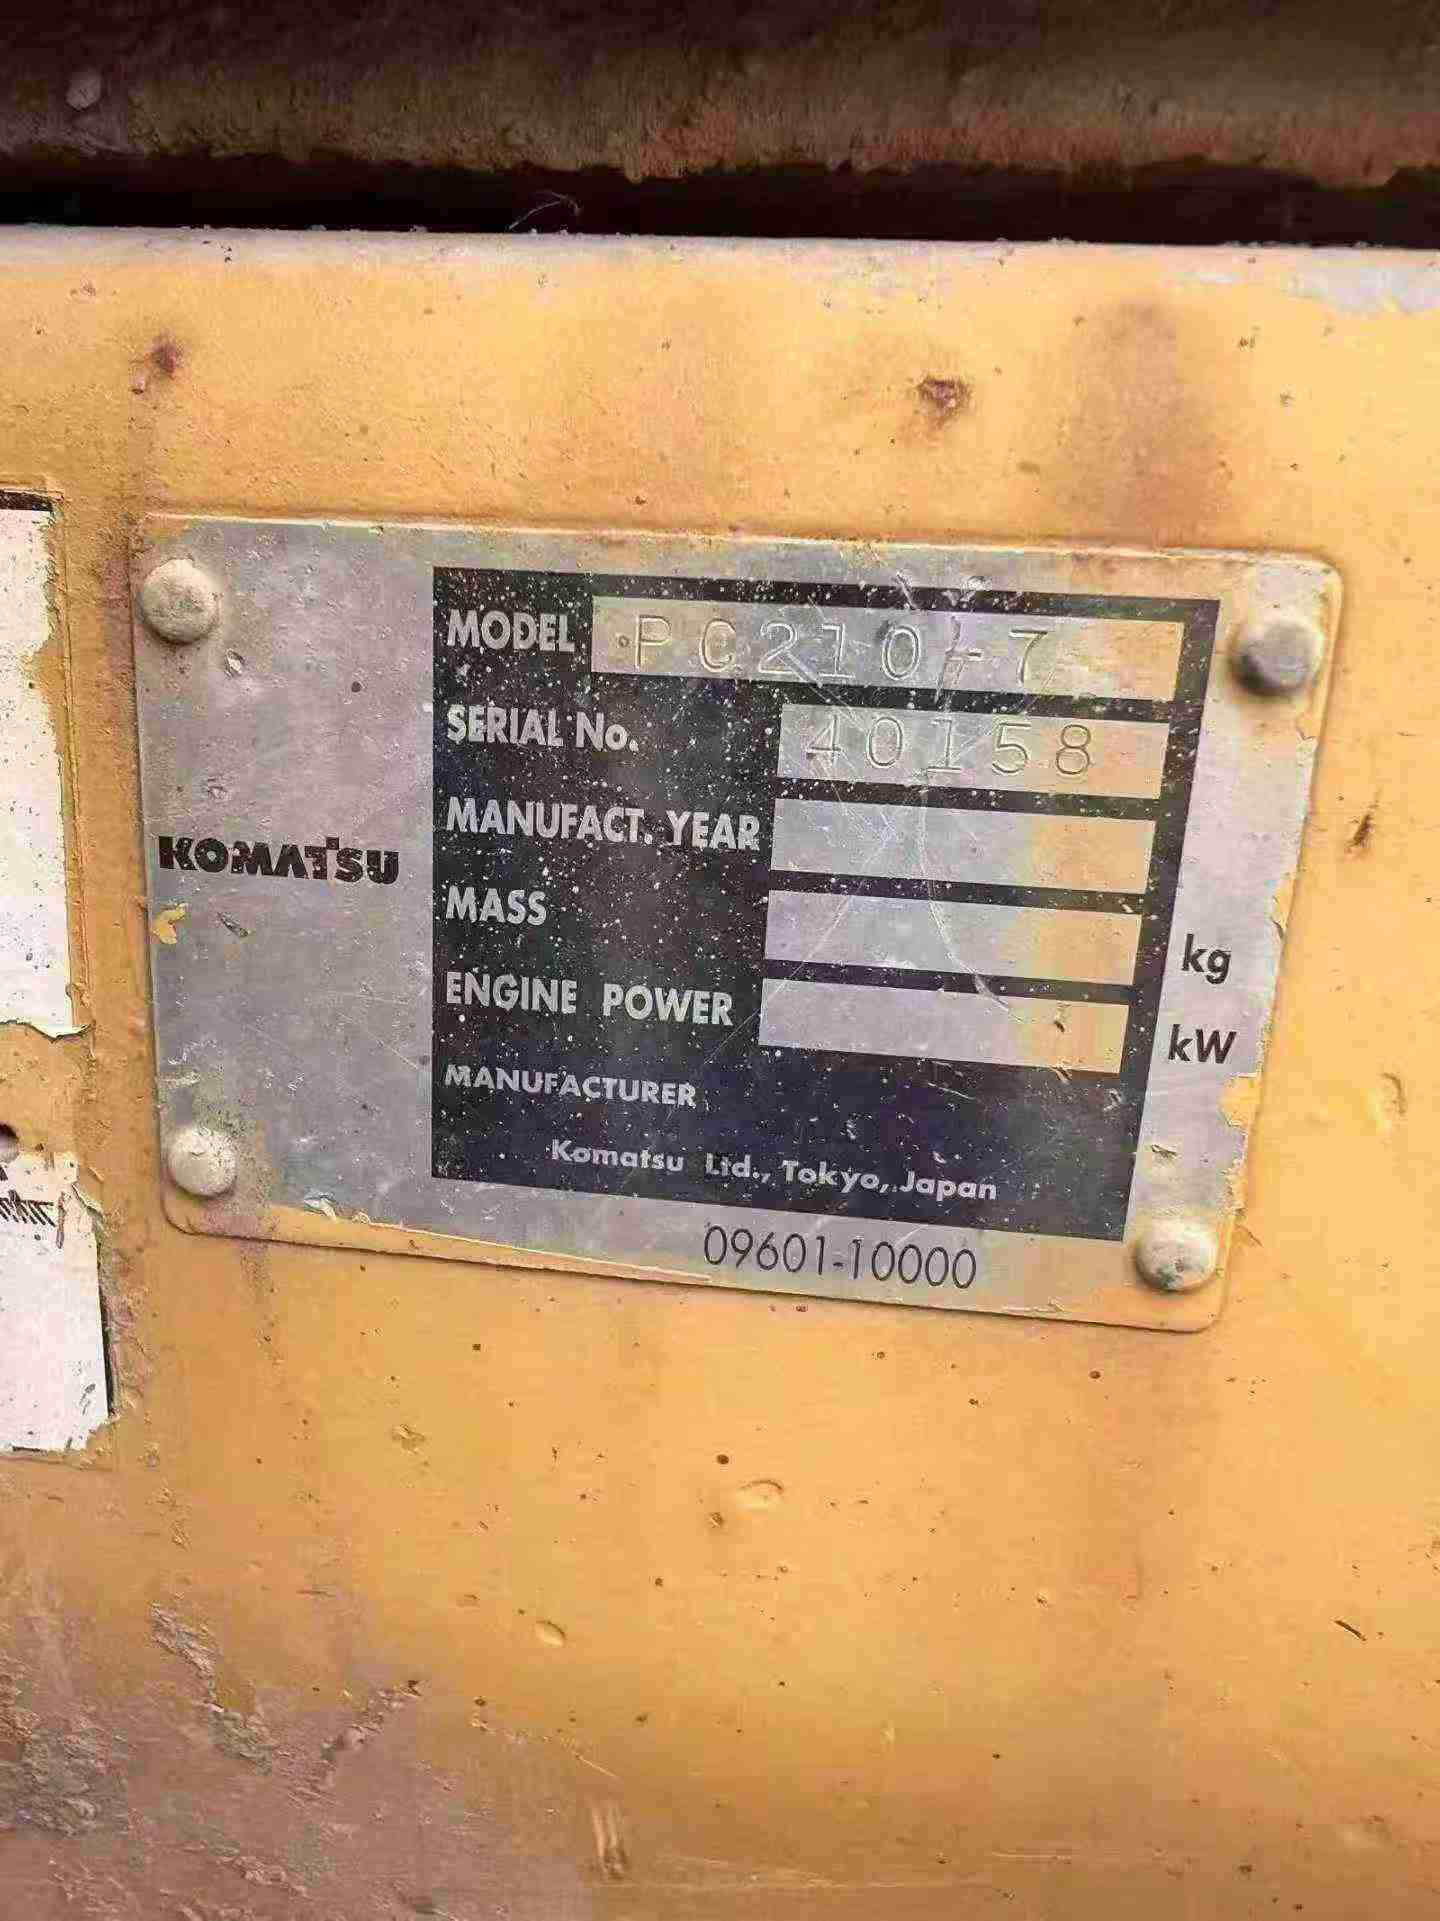 MODEL PC210-7
SERIAL No. 40158
MANUFACT. YEAR
KOMATSU
MASS kg
ENGINE POWER kW
MANUFACTURER
Komatsu Ltd., Tokyo, Japan
09601-10000